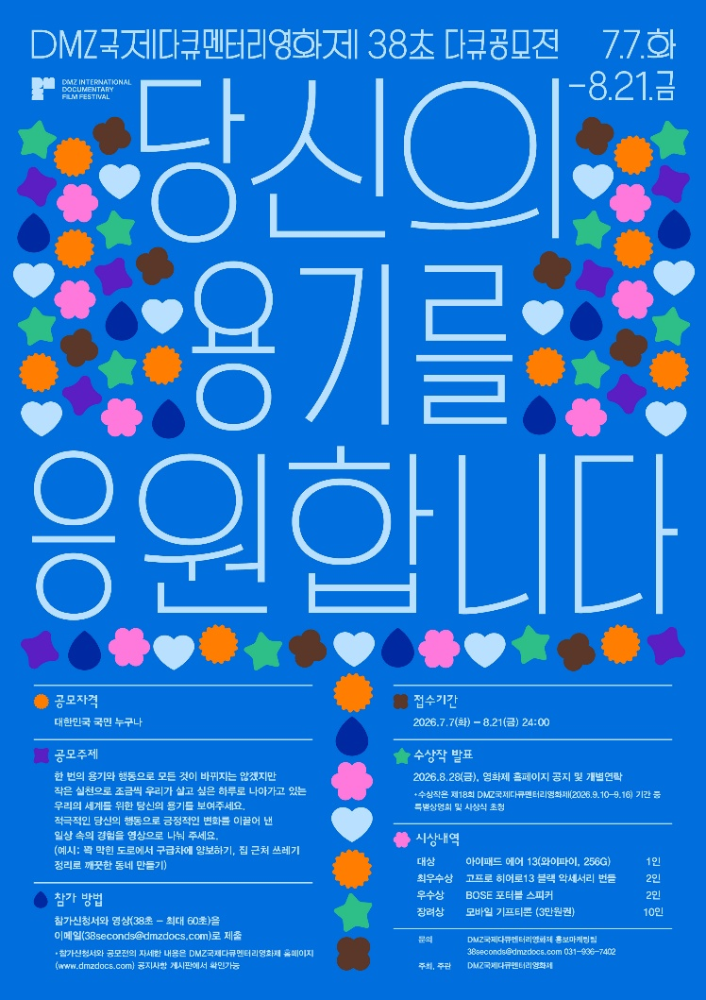 DMZ국제다큐멘터리영화제 38초 다큐공모전
7.7.화
–8.21.금
DMZ INTERNATIONAL
DOCUMENTARY
FILM FESTIVAL
당신의
용기를
응원합니다
공모자격
대한민국 국민 누구나
공모주제
한 번의 용기와 행동으로 모든 것이 바뀌지는 않겠지만
작은 실천으로 조금씩 우리가 살고 싶은 하루로 나아가고 있는
우리의 세계를 위한 당신의 용기를 보여주세요.
적극적인 당신의 행동으로 긍정적인 변화를 이끌어 낸
일상 속의 경험을 영상으로 나눠 주세요.
(예시: 꽉 막힌 도로에서 구급차에 양보하기, 집 근처 쓰레기
정리로 깨끗한 동네 만들기)
참가 방법
참가신청서와 영상(38초 – 최대 60초)을
이메일(38seconds@dmzdocs.com)로 제출
*참가신청서와 공모전의 자세한 내용은 DMZ국제다큐멘터리영화제 홈페이지
(www.dmzdocs.com) 공지사항 게시판에서 확인가능
접수기간
2026.7.7(화) – 8.21(금) 24:00
수상작 발표
2026.8.28(금), 영화제 홈페이지 공지 및 개별연락
*수상작은 제18회 DMZ국제다큐멘터리영화제(2026.9.10–9.16) 기간 중
특별상영회 및 시상식 초청
시상내역
대상 아이패드 에어 13(와이파이, 256G) 1인
최우수상 고프로 히어로13 블랙 악세서리 번들 2인
우수상 BOSE 포터블 스피커 2인
장려상 모바일 기프티콘 (3만원권) 10인
문의 DMZ국제다큐멘터리영화제 홍보마케팅팀
38seconds@dmzdocs.com 031-936-7402
주최, 주관 DMZ국제다큐멘터리영화제